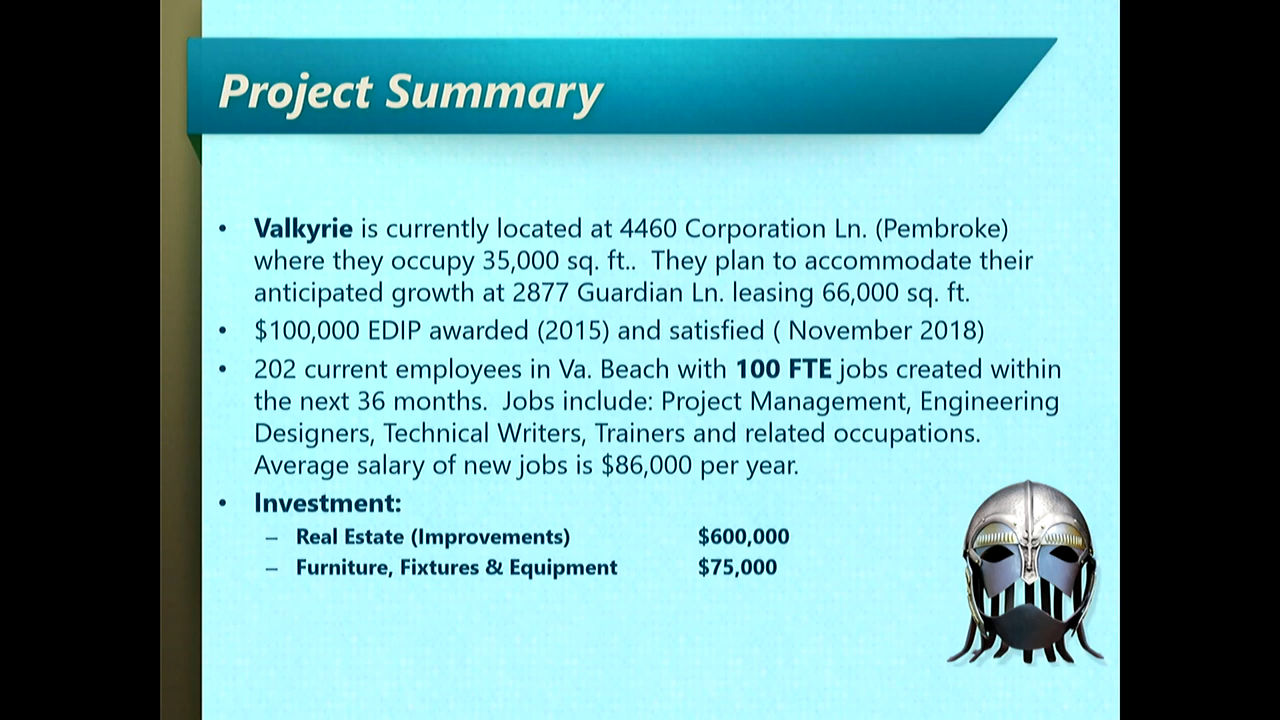 Project Summary
• Valkyrie is currently located at 4460 Corporation Ln. (Pembroke)
where they occupy 35,000 sq. ft..  They plan to accommodate their
anticipated growth at 2877 Guardian Ln. leasing 66,000 sq. ft.
• $100,000 EDIP awarded (2015) and satisfied ( November 2018)
• 202 current employees in Va. Beach with 100 FTE jobs created within
the next 36 months.  Jobs include: Project Management, Engineering
Designers, Technical Writers, Trainers and related occupations.
Average salary of new jobs is $86,000 per year.
• Investment:
– Real Estate (Improvements) $600,000
– Furniture, Fixtures & Equipment $75,000